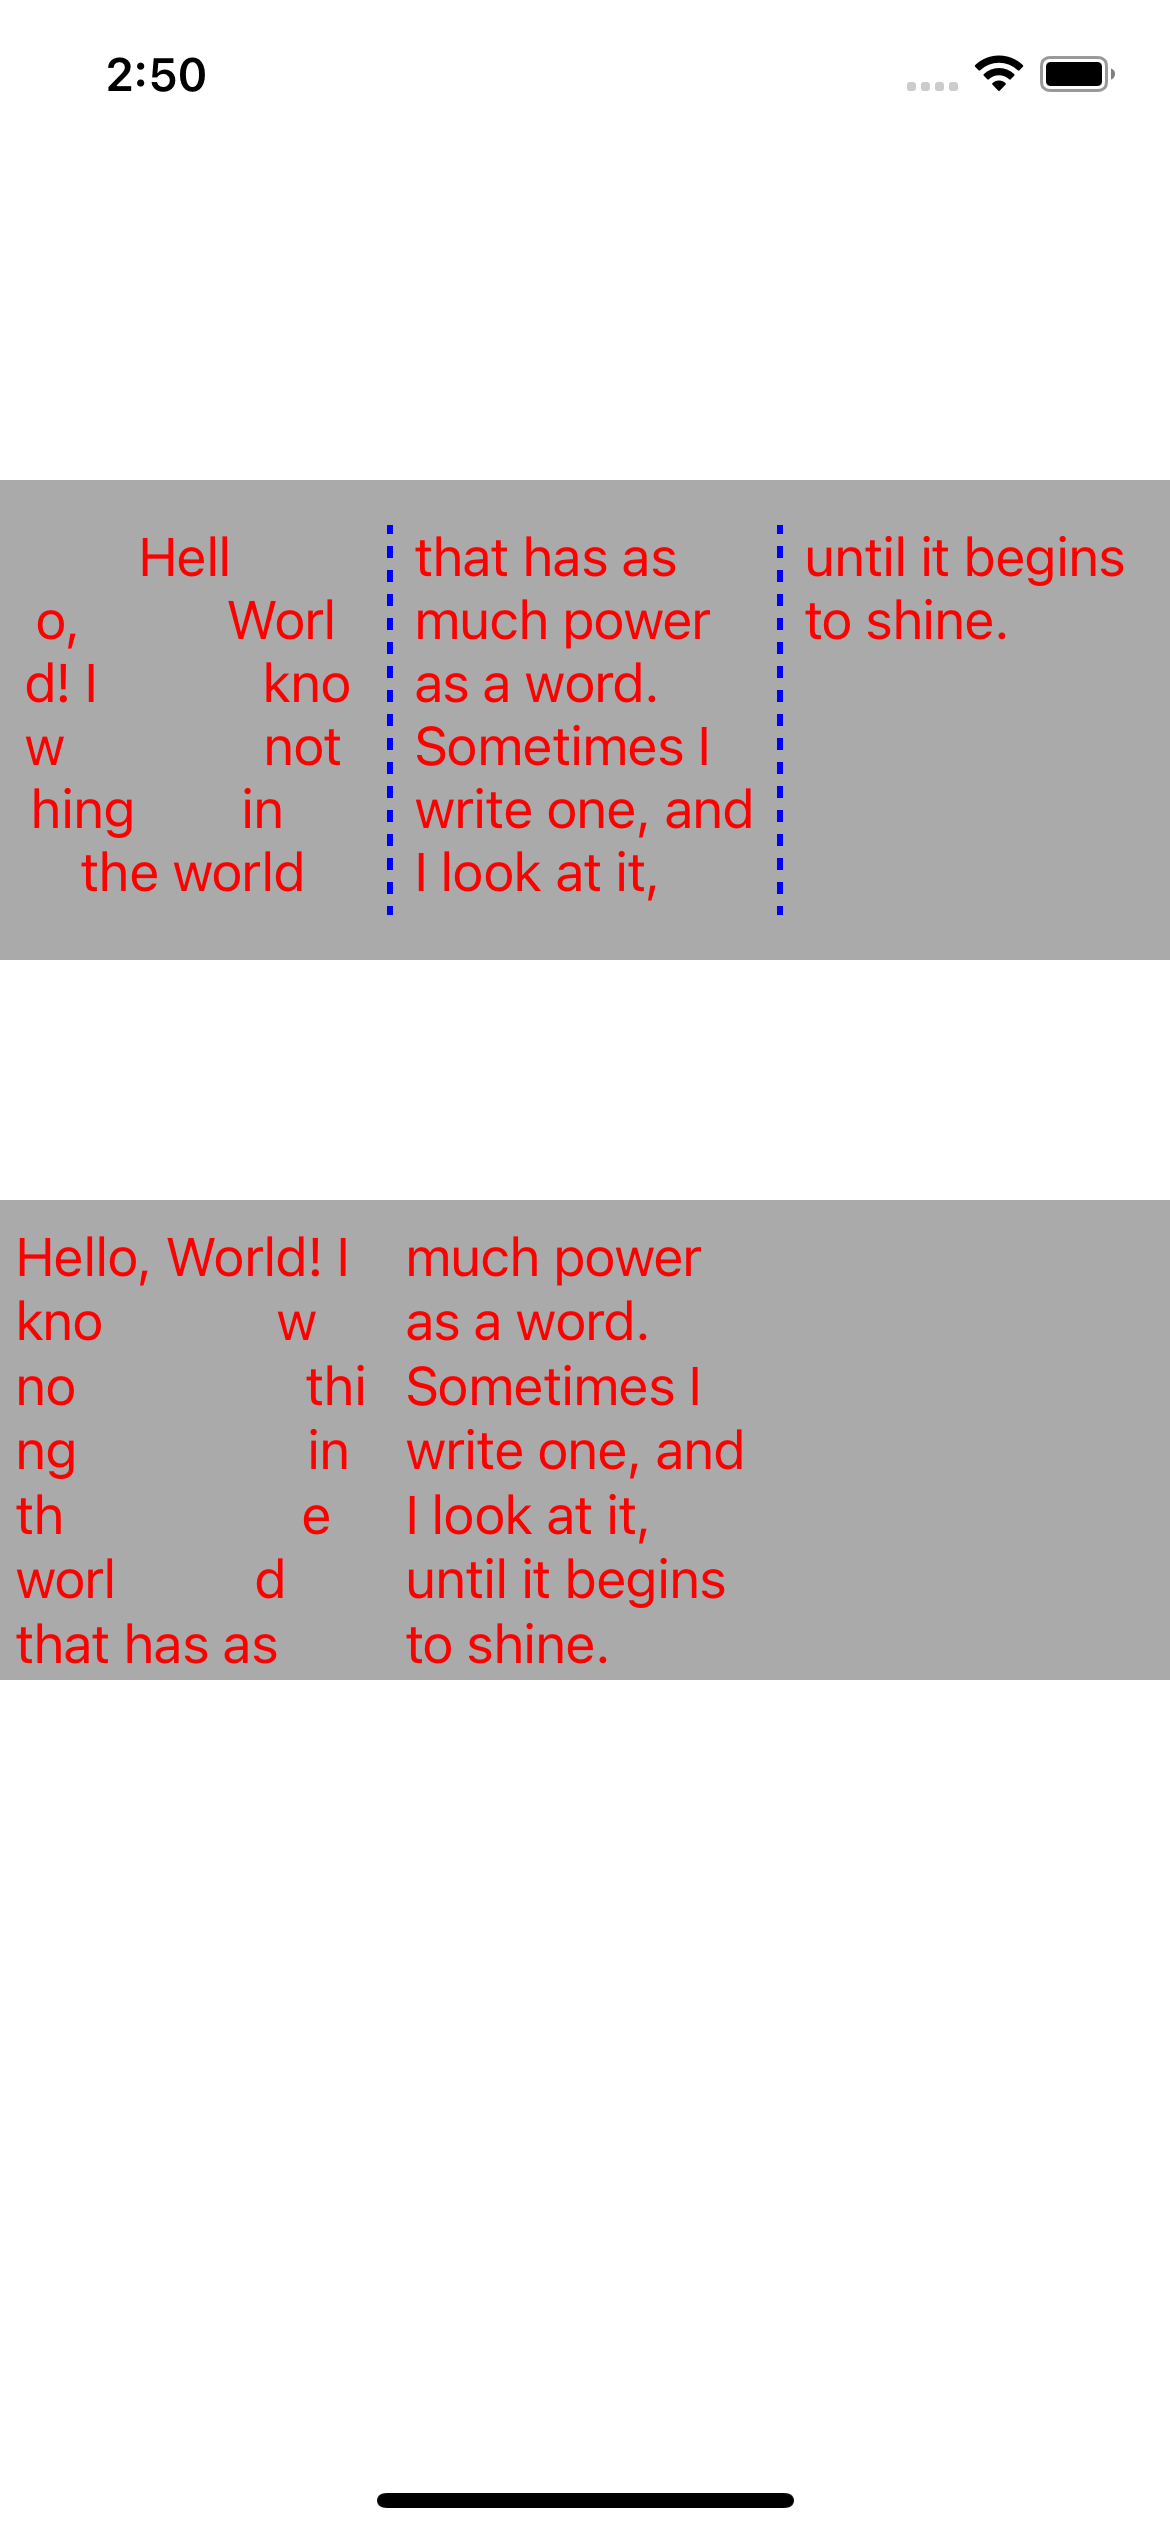 2:50
Hell
o, Worl
d! I kno
w not
hing in
the world
that has as
much power
as a word.
Sometimes I
write one, and
I look at it,
until it begins
to shine.
Hello, World! I
kno w
no thi
ng in
th e
worl d
that has as
much power
as a word.
Sometimes I
write one, and
I look at it,
until it begins
to shine.